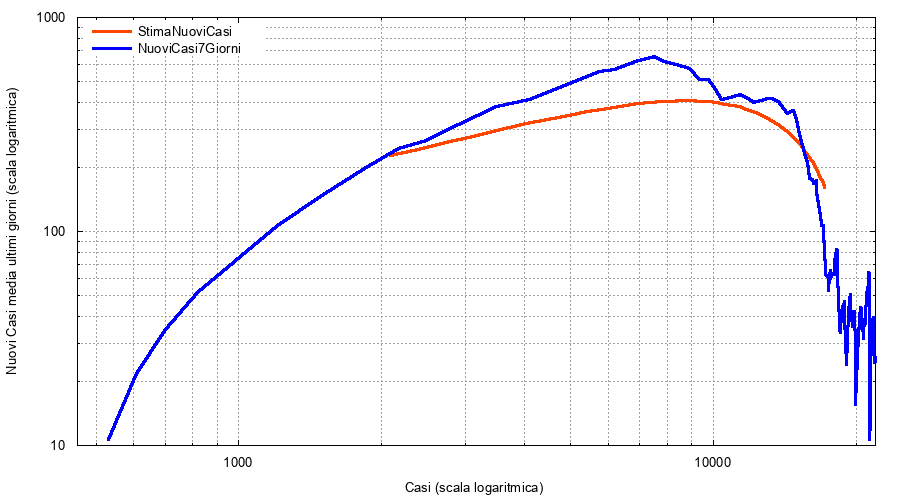 1000
StimaNuoviCasi
NuoviCasi7Giorni
Nuovi Casi media ultimi giorni (scala logaritmica)
100
10
1000
10000
Casi (scala logaritmica)